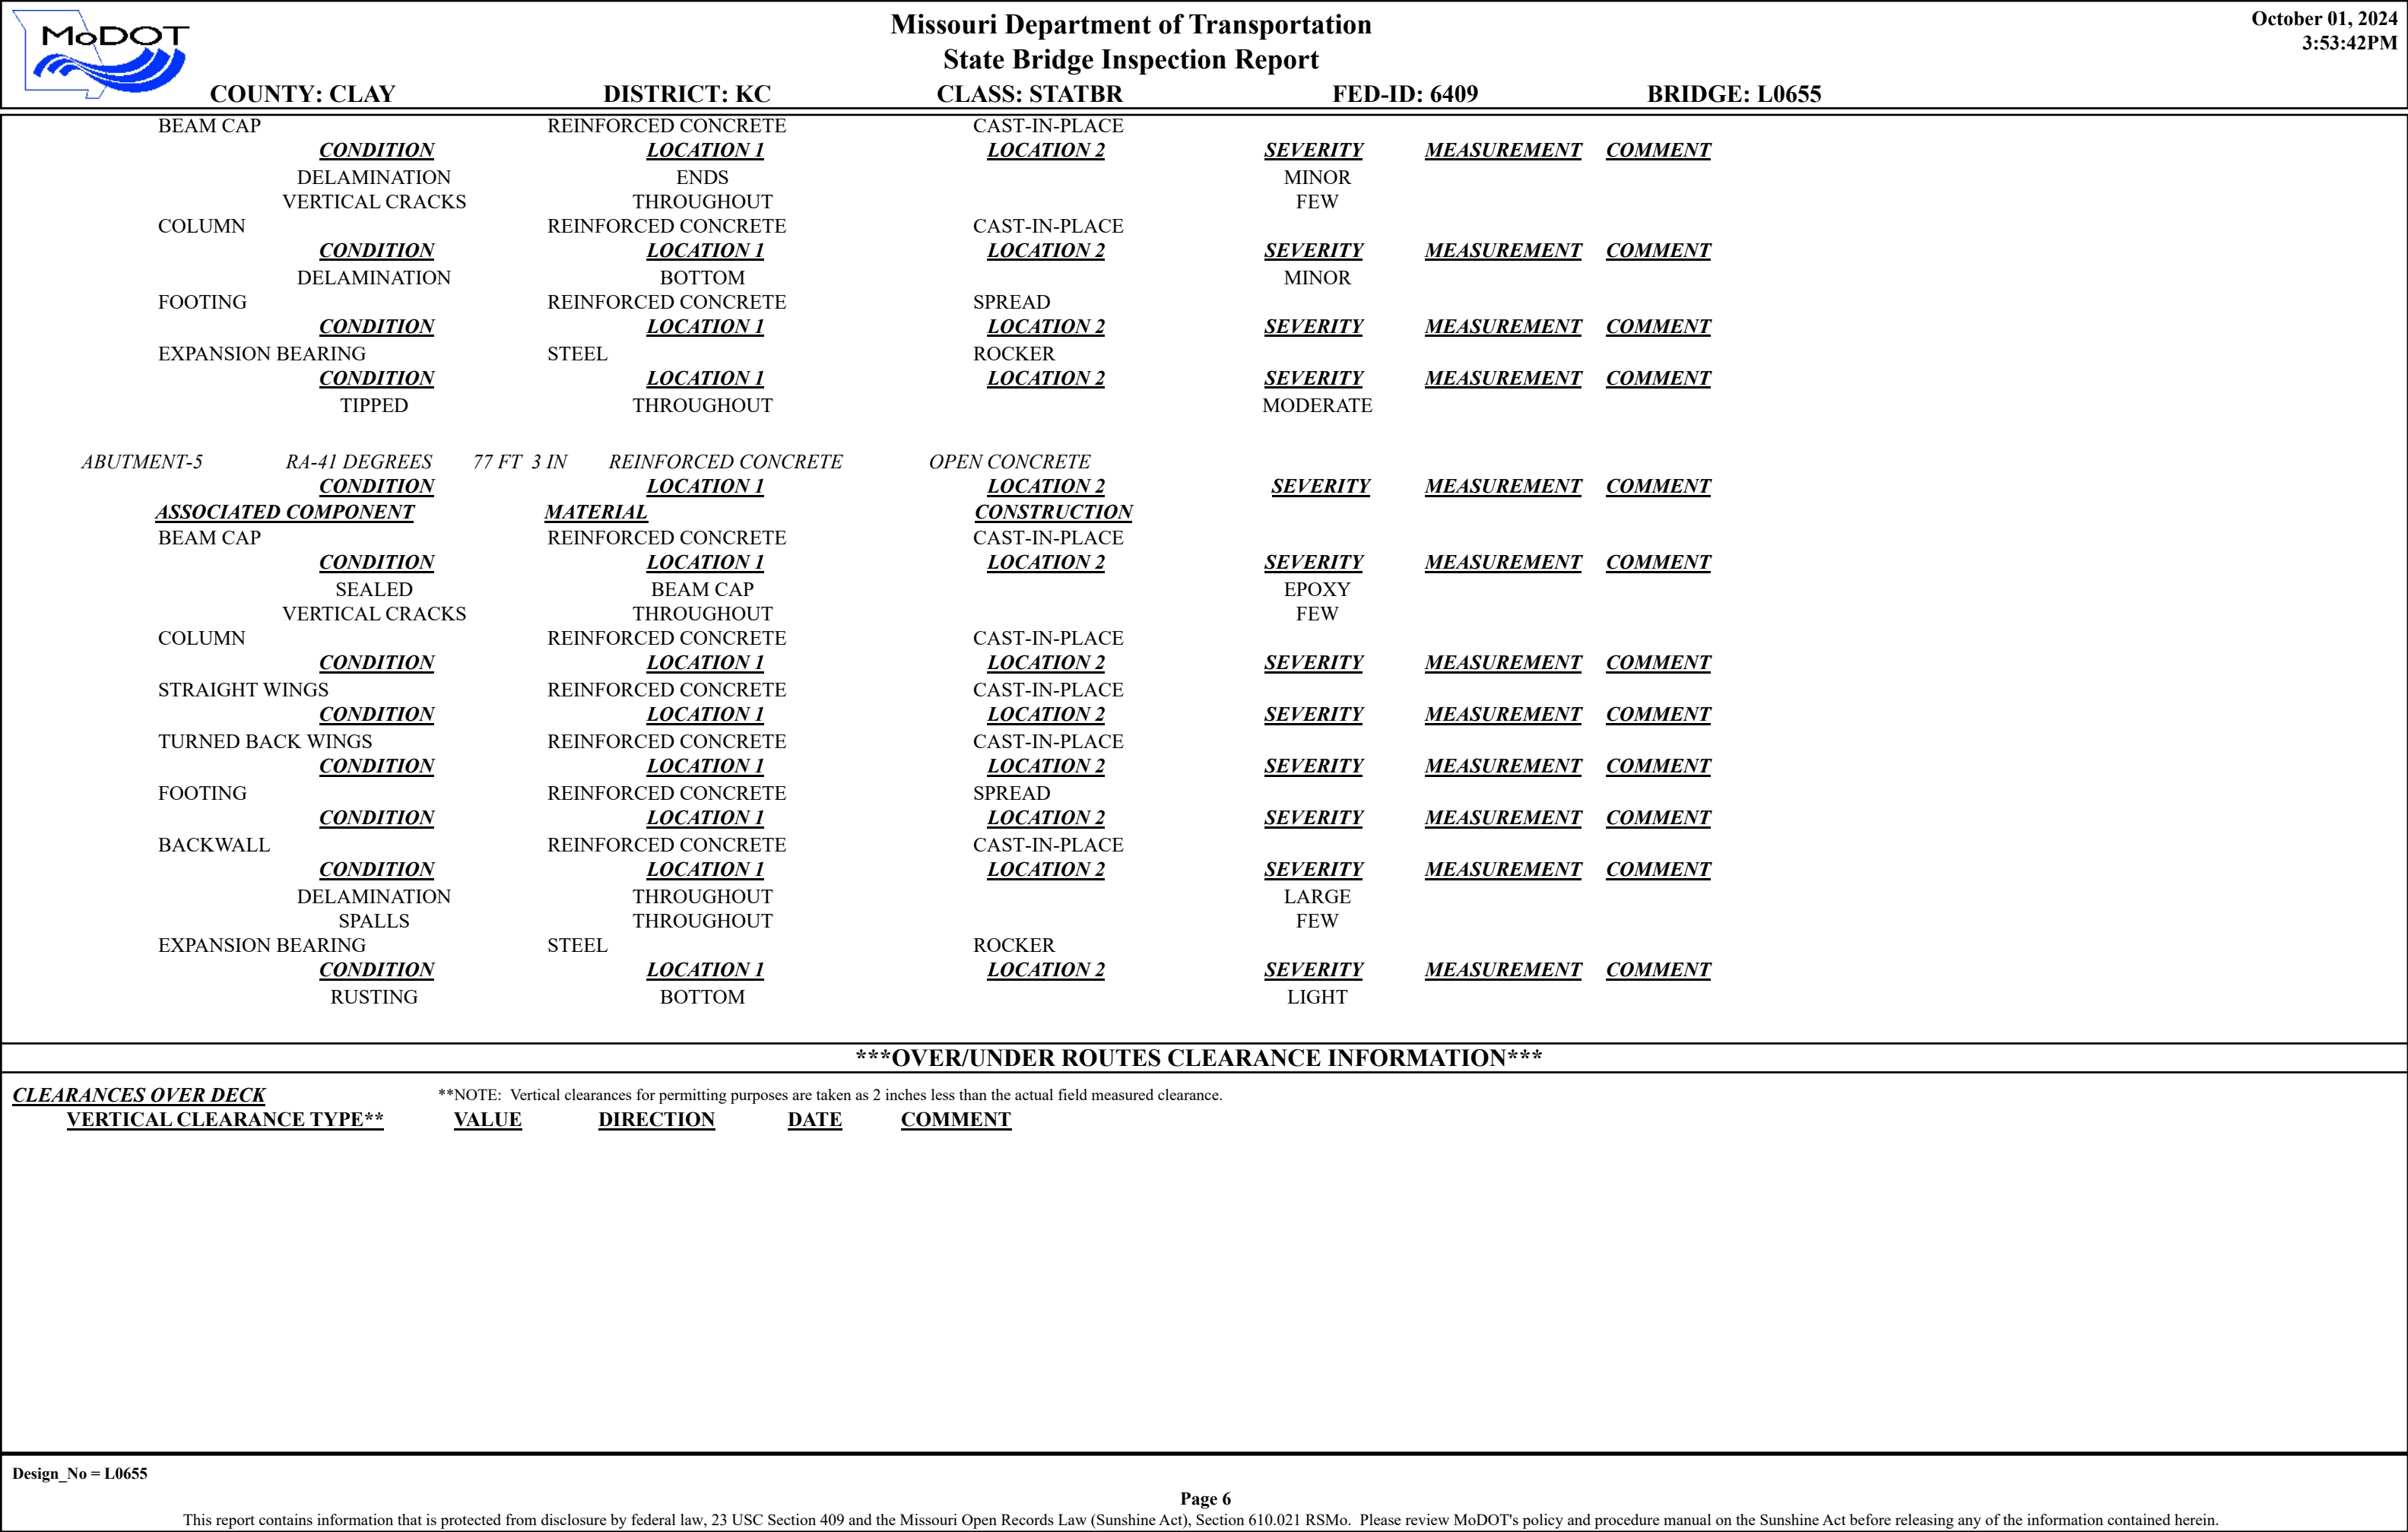 MoDOT
Missouri Department of Transportation
State Bridge Inspection Report
October 01, 2024
3:53:42PM
COUNTY: CLAY DISTRICT: KC CLASS: STATBR FED-ID: 6409 BRIDGE: L0655
BEAM CAP REINFORCED CONCRETE CAST-IN-PLACE
CONDITION LOCATION 1 LOCATION 2 SEVERITY MEASUREMENT COMMENT
DELAMINATION ENDS MINOR
VERTICAL CRACKS THROUGHOUT FEW
COLUMN REINFORCED CONCRETE CAST-IN-PLACE
CONDITION LOCATION 1 LOCATION 2 SEVERITY MEASUREMENT COMMENT
DELAMINATION BOTTOM MINOR
FOOTING REINFORCED CONCRETE SPREAD
CONDITION LOCATION 1 LOCATION 2 SEVERITY MEASUREMENT COMMENT
EXPANSION BEARING STEEL ROCKER
CONDITION LOCATION 1 LOCATION 2 SEVERITY MEASUREMENT COMMENT
TIPPED THROUGHOUT MODERATE
ABUTMENT-5 RA-41 DEGREES 77 FT 3 IN REINFORCED CONCRETE OPEN CONCRETE
CONDITION LOCATION 1 LOCATION 2 SEVERITY MEASUREMENT COMMENT
ASSOCIATED COMPONENT MATERIAL CONSTRUCTION
BEAM CAP REINFORCED CONCRETE CAST-IN-PLACE
CONDITION LOCATION 1 LOCATION 2 SEVERITY MEASUREMENT COMMENT
SEALED BEAM CAP EPOXY
VERTICAL CRACKS THROUGHOUT FEW
COLUMN REINFORCED CONCRETE CAST-IN-PLACE
CONDITION LOCATION 1 LOCATION 2 SEVERITY MEASUREMENT COMMENT
STRAIGHT WINGS REINFORCED CONCRETE CAST-IN-PLACE
CONDITION LOCATION 1 LOCATION 2 SEVERITY MEASUREMENT COMMENT
TURNED BACK WINGS REINFORCED CONCRETE CAST-IN-PLACE
CONDITION LOCATION 1 LOCATION 2 SEVERITY MEASUREMENT COMMENT
FOOTING REINFORCED CONCRETE SPREAD
CONDITION LOCATION 1 LOCATION 2 SEVERITY MEASUREMENT COMMENT
BACKWALL REINFORCED CONCRETE CAST-IN-PLACE
CONDITION LOCATION 1 LOCATION 2 SEVERITY MEASUREMENT COMMENT
DELAMINATION THROUGHOUT LARGE
SPALLS THROUGHOUT FEW
EXPANSION BEARING STEEL ROCKER
CONDITION LOCATION 1 LOCATION 2 SEVERITY MEASUREMENT COMMENT
RUSTING BOTTOM LIGHT
***OVER/UNDER ROUTES CLEARANCE INFORMATION***
CLEARANCES OVER DECK **NOTE: Vertical clearances for permitting purposes are taken as 2 inches less than the actual field measured clearance.
VERTICAL CLEARANCE TYPE** VALUE DIRECTION DATE COMMENT
Design_No = L0655
Page 6
This report contains information that is protected from disclosure by federal law, 23 USC Section 409 and the Missouri Open Records Law (Sunshine Act), Section 610.021 RSMo. Please review MoDOT's policy and procedure manual on the Sunshine Act before releasing any of the information contained herein.